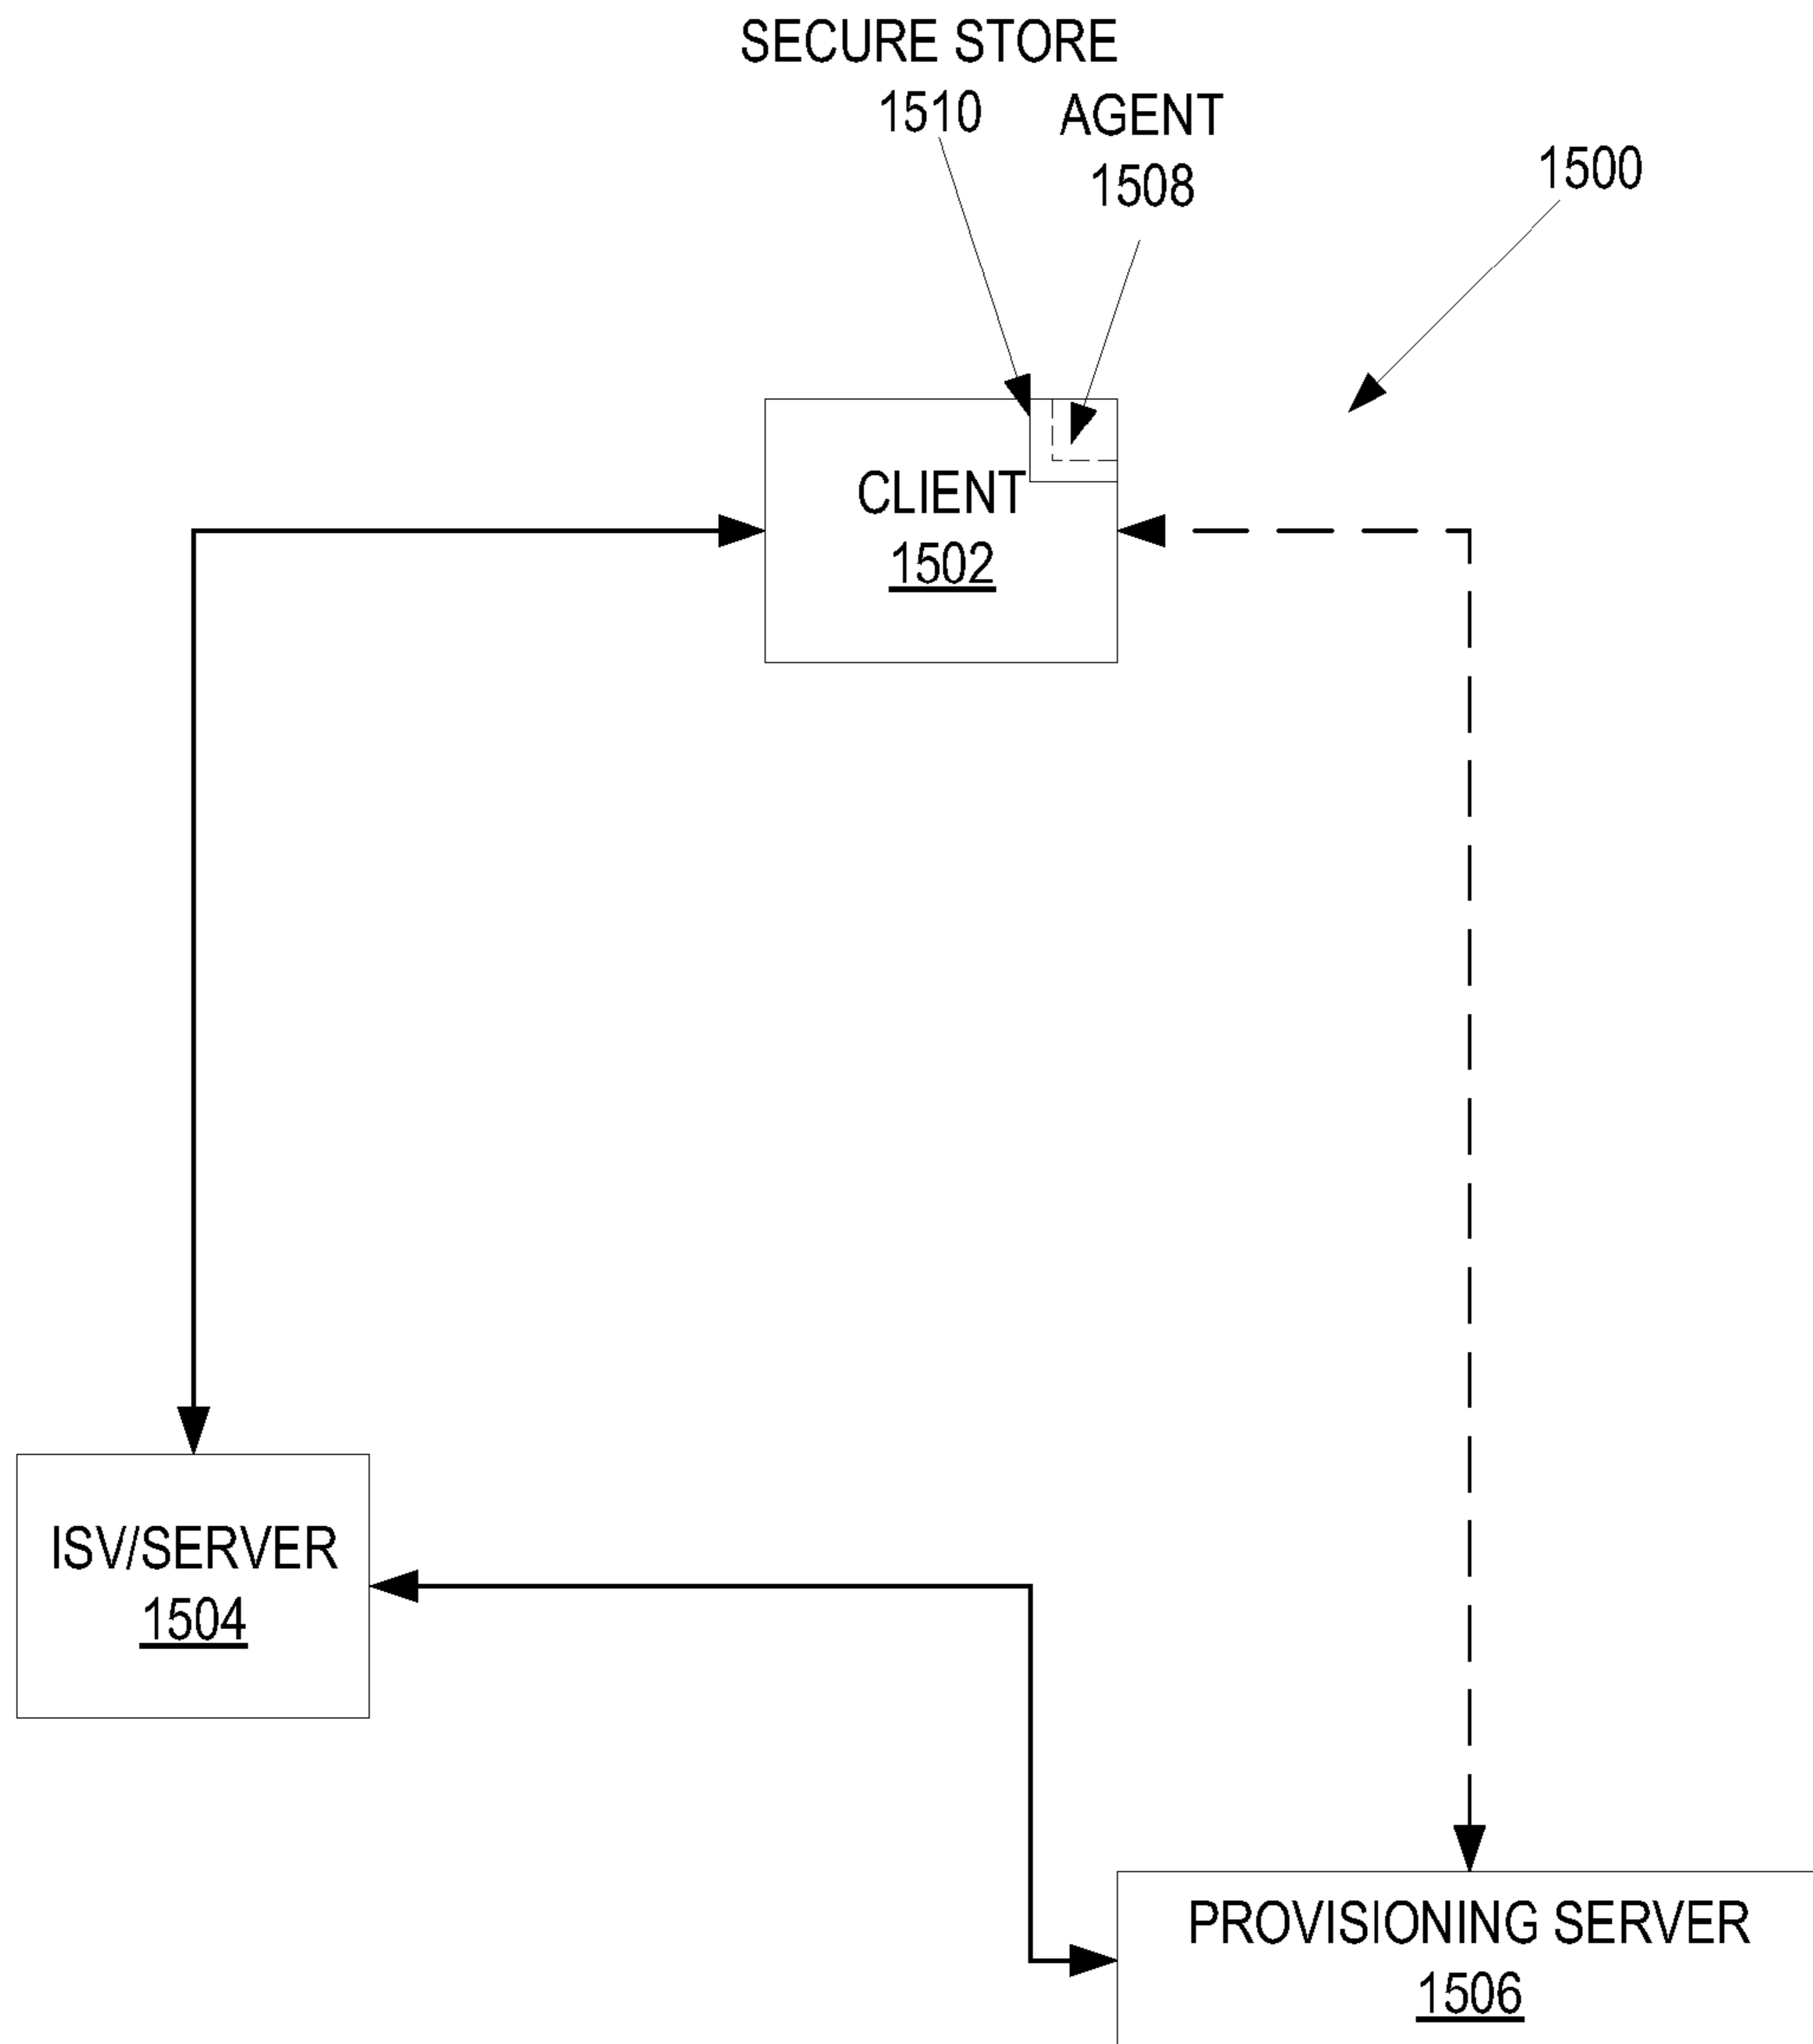 SECURE STORE
1510
AGENT
1508
1500
CLIENT
1502
ISV/SERVER
1504
PROVISIONING SERVER
1506